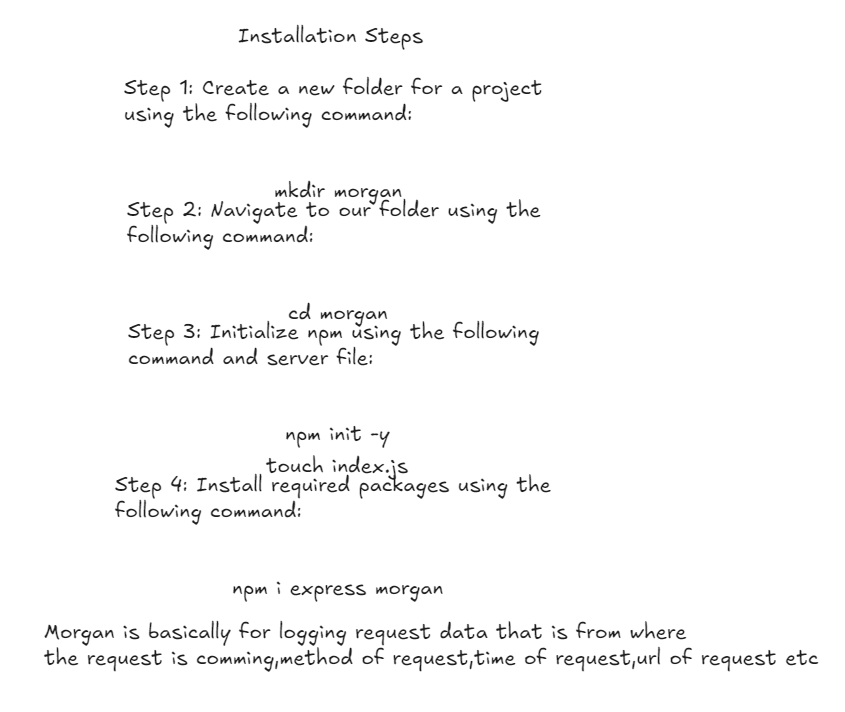 Installation Steps
Step 1: Create a new folder for a project
using the following command:
mkdir morgan
Step 2: Navigate to our folder using the
following command:
cd morgan
Step 3: Initialize npm using the following
command and server file:
npm init -y
touch index.js
Step 4: Install required packages using the
following command:
npm i express morgan
Morgan is basically for logging request data that is from where
the request is comming,method of request,time of request,url of request etc